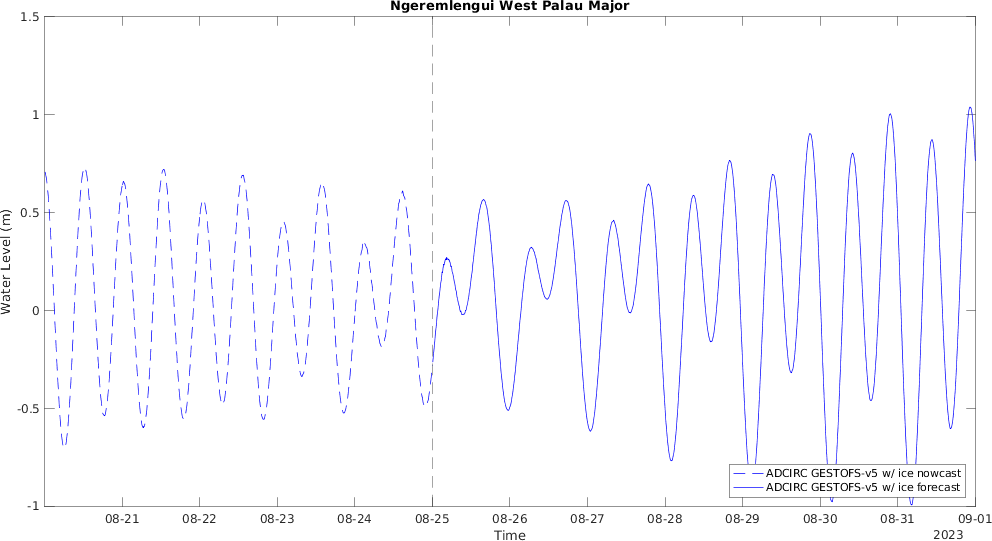 Ngeremlengui West Palau Major
1.5
1
0.5
0
-0.5
-1
Water Level (m)
ADCIRC GESTOFS-v5 w/ ice nowcast
ADCIRC GESTOFS-v5 w/ ice forecast
08-21 08-22 08-23 08-24 08-25 08-26 08-27 08-28 08-29 08-30 08-31 09-01
Time
2023